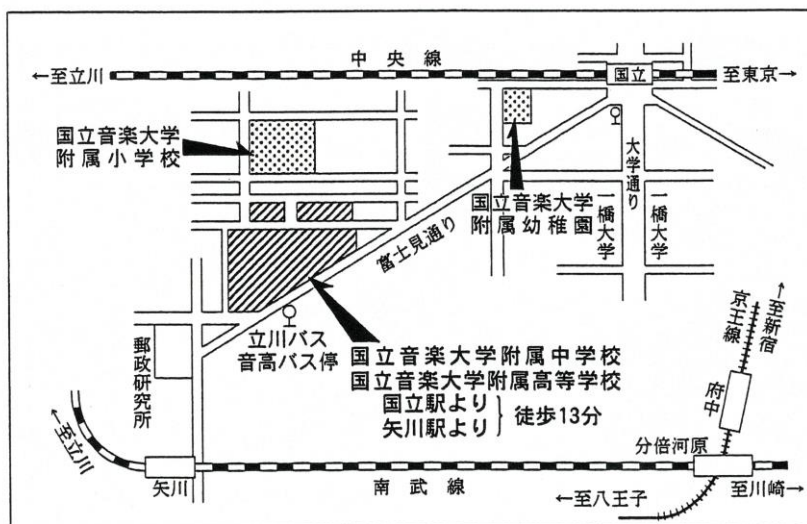 中央線
←至立川
国立
至東京→
国立音楽大学
附属小学校
国立音楽大学
附属幼稚園
大学通り
一橋大学
一橋大学
富士見通り
立川バス
音高バス停
郵政研究所
国立音楽大学附属中学校
国立音楽大学附属高等学校
国立駅より
矢川駅より
徒歩13分
←至立川
矢川
南武線
分倍河原
府中
京王線
→至新宿
←至八王子
至川崎→